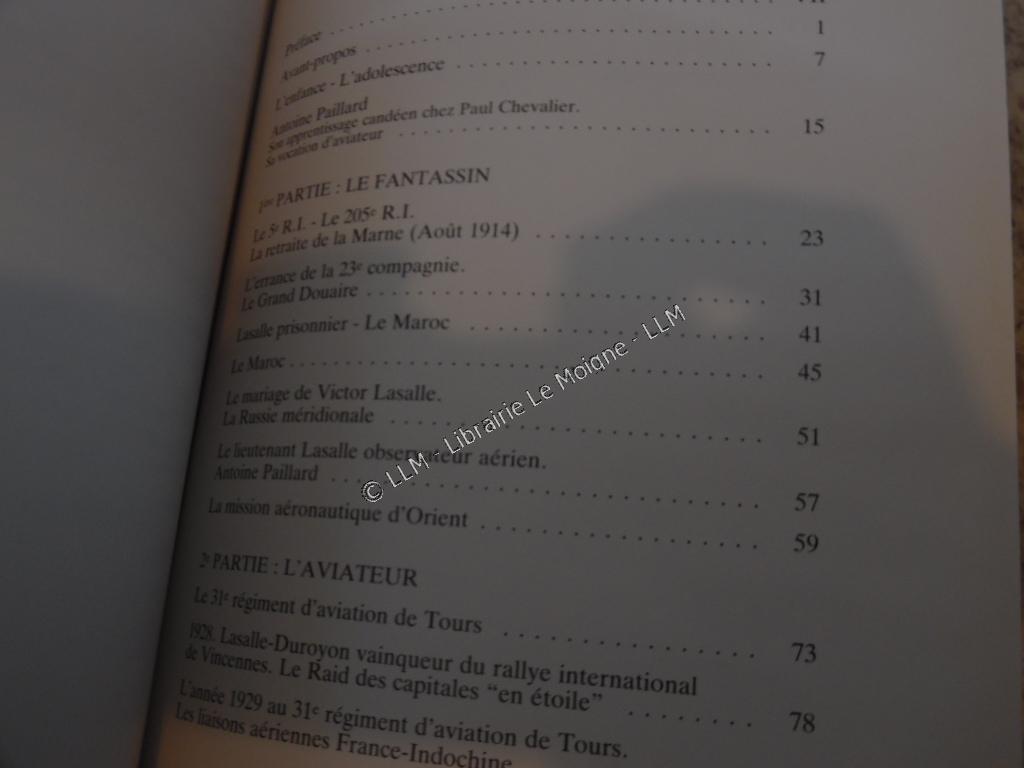 Préface . . . . . . . . . . . . . . . . . . . . . . . . . . . . VII
Avant-propos . . . . . . . . . . . . . . . . . . . . . . . . . 1
L'enfance - L'adolescence . . . . . . . . . . . . . . . . . . . 7
Antoine Paillard
Son apprentissage candéen chez Paul Chevalier.
Sa vocation d'aviateur . . . . . . . . . . . . . . . . . . . . 15
1re PARTIE : LE FANTASSIN
Le 5e R.I. - Le 205e R.I.
La retraite de la Marne (Août 1914) . . . . . . . . . . . . 23
L'errance de la 23e compagnie.
Le Grand Douaire . . . . . . . . . . . . . . . . . . . . . . 31
Lasalle prisonnier - Le Maroc . . . . . . . . . . . . . . . 41
Le Maroc . . . . . . . . . . . . . . . . . . . . . . . . . . 45
Le mariage de Victor Lasalle.
La Russie méridionale . . . . . . . . . . . . . . . . . . . 51
Le lieutenant Lasalle observateur aérien.
Antoine Paillard . . . . . . . . . . . . . . . . . . . . . . 57
La mission aéronautique d'Orient . . . . . . . . . . . . . . 59
2e PARTIE : L'AVIATEUR
Le 31e régiment d'aviation de Tours . . . . . . . . . . . . 73
1928. Lasalle-Duroyon vainqueur du rallye international
de Vincennes. Le Raid des capitales "en étoile" . . . . . . 78
L'année 1929 au 31e régiment d'aviation de Tours.
Les liaisons aériennes France-Indochine
© LLM - Librairie Le Moigne - LLM